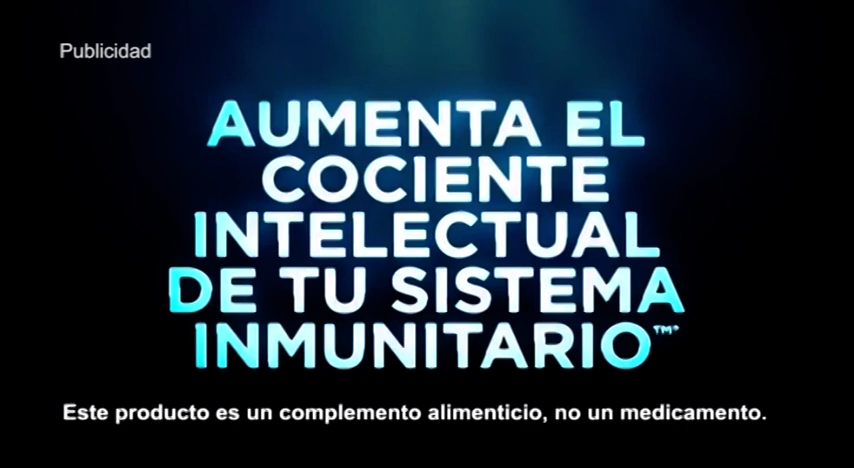 Publicidad
AUMENTA EL
COCIENTE
INTELECTUAL
DE TU SISTEMA
INMUNITARIO™*
Este producto es un complemento alimenticio, no un medicamento.